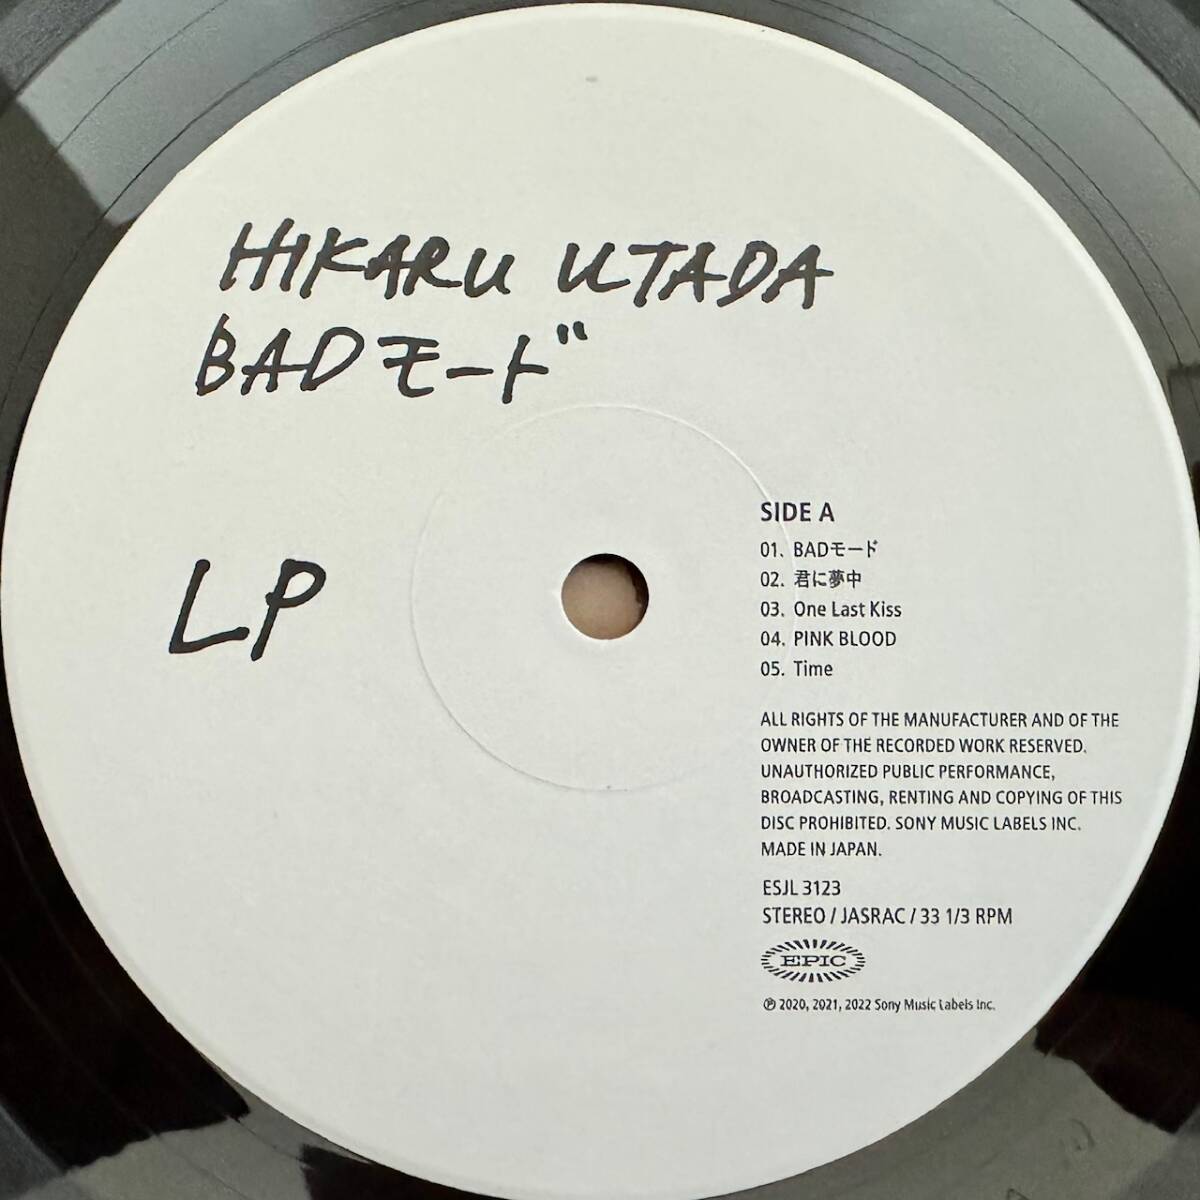 HIKARU UTADA
BADモード
LP
SIDE A
01. BADモード
02. 君に夢中
03. One Last Kiss
04. PINK BLOOD
05. Time
ALL RIGHTS OF THE MANUFACTURER AND OF THE
OWNER OF THE RECORDED WORK RESERVED.
UNAUTHORIZED PUBLIC PERFORMANCE,
BROADCASTING, RENTING AND COPYING OF THIS
DISC PROHIBITED. SONY MUSIC LABELS INC.
MADE IN JAPAN.
ESJL 3123
STEREO / JASRAC / 33 1/3 RPM
EPIC
℗ 2020, 2021, 2022 Sony Music Labels Inc.